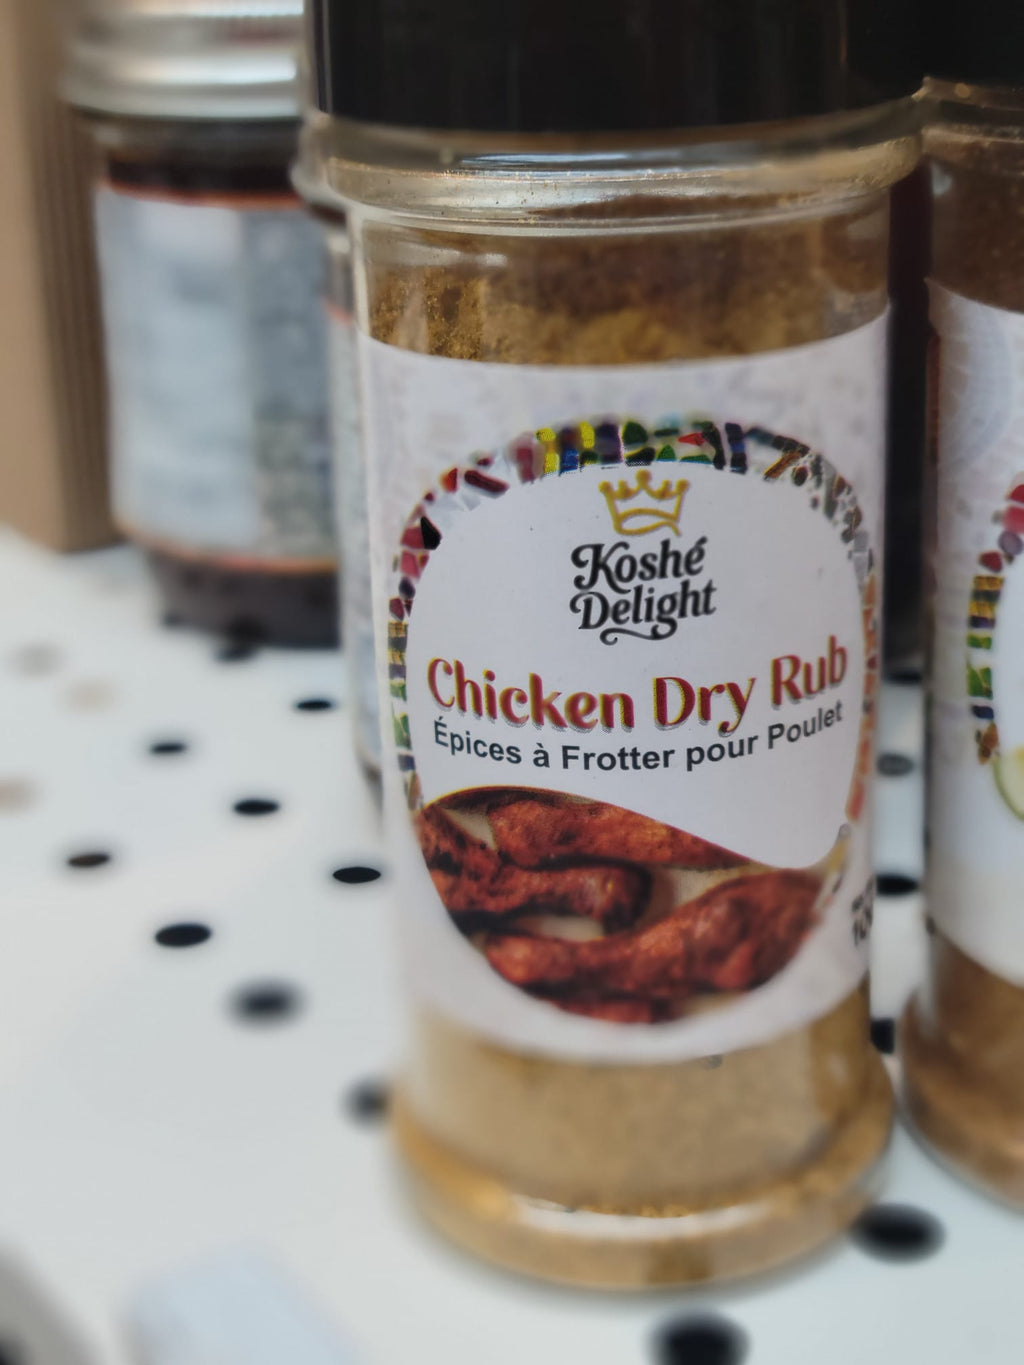 Koshé
Delight
Chicken Dry Rub
Épices à Frotter pour Poulet